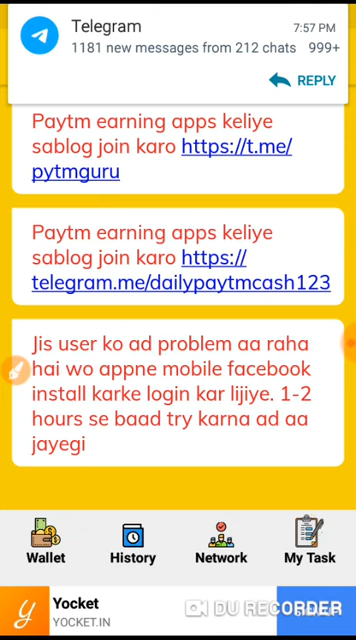 Telegram
7:57 PM
1181 new messages from 212 chats 999+
REPLY
Paytm earning apps keliye
sablog join karo https://t.me/
pytmguru
Paytm earning apps keliye
sablog join karo https://
telegram.me/dailypaytmcash123
Jis user ko ad problem aa raha
hai wo appne mobile facebook
install karke login kar lijiye. 1-2
hours se baad try karna ad aa
jayegi
Wallet
History
Network
My Task
y
Yocket
YOCKET.IN
DU RECORDER